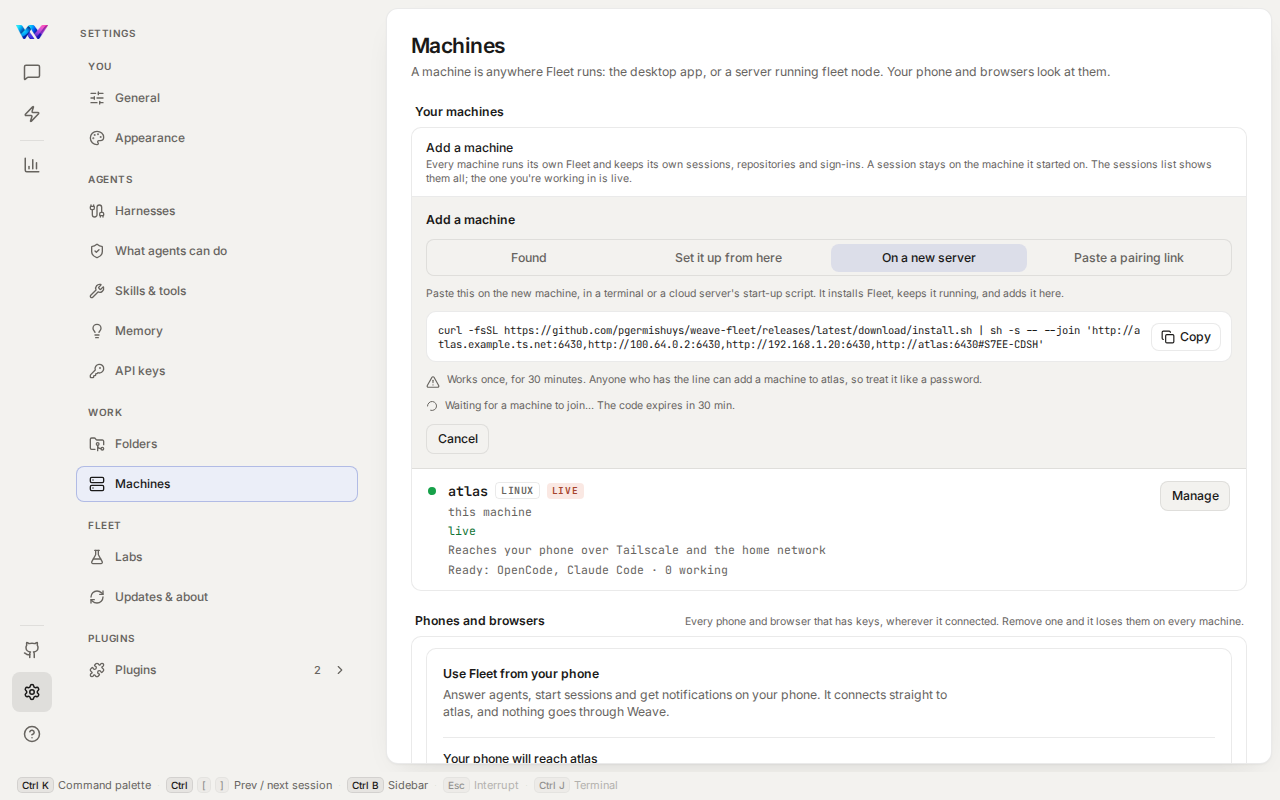 SETTINGS
YOU
General
Appearance
AGENTS
Harnesses
What agents can do
Skills & tools
Memory
API keys
WORK
Folders
Machines
FLEET
Labs
Updates & about
PLUGINS
Plugins 2
Machines
A machine is anywhere Fleet runs: the desktop app, or a server running fleet node. Your phone and browsers look at them.
Your machines
Add a machine
Every machine runs its own Fleet and keeps its own sessions, repositories and sign-ins. A session stays on the machine it started on. The sessions list shows
them all; the one you're working in is live.
Add a machine
Found Set it up from here On a new server Paste a pairing link
Paste this on the new machine, in a terminal or a cloud server's start-up script. It installs Fleet, keeps it running, and adds it here.
curl -fsSL https://github.com/pgermishuys/weave-fleet/releases/latest/download/install.sh | sh -s -- --join 'http://a
tlas.example.ts.net:6430,http://100.64.0.2:6430,http://192.168.1.20:6430,http://atlas:6430#S7EE-CDSH'
Copy
Works once, for 30 minutes. Anyone who has the line can add a machine to atlas, so treat it like a password.
Waiting for a machine to join... The code expires in 30 min.
Cancel
atlas LINUX LIVE
Manage
this machine
live
Reaches your phone over Tailscale and the home network
Ready: OpenCode, Claude Code · 0 working
Phones and browsers
Every phone and browser that has keys, wherever it connected. Remove one and it loses them on every machine.
Use Fleet from your phone
Answer agents, start sessions and get notifications on your phone. It connects straight to
atlas, and nothing goes through Weave.
Your phone will reach atlas
Ctrl K Command palette Ctrl [ ] Prev / next session Ctrl B Sidebar Esc Interrupt Ctrl J Terminal